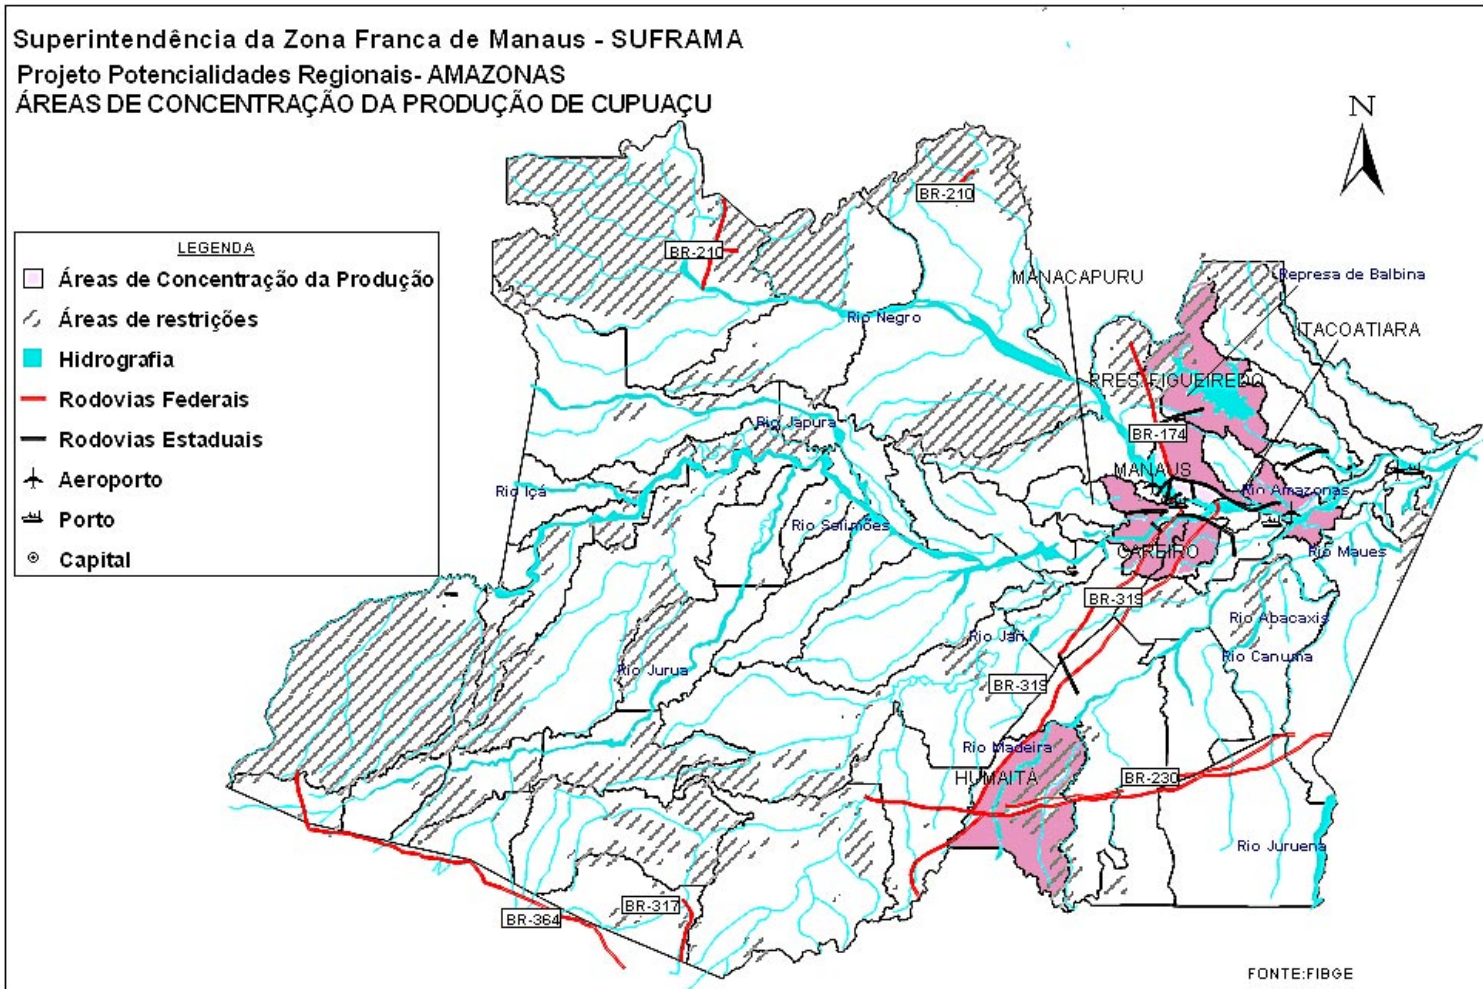 Superintendência da Zona Franca de Manaus - SUFRAMA
Projeto Potencialidades Regionais- AMAZONAS
ÁREAS DE CONCENTRAÇÃO DA PRODUÇÃO DE CUPUAÇU
N
LEGENDA
Áreas de Concentração da Produção
Áreas de restrições
Hidrografia
Rodovias Federais
Rodovias Estaduais
Aeroporto
Porto
Capital
BR-210
BR-210
MANACAPURU
Represa de Balbina
Rio Negro
ITACOATIARA
PRES. FIGUEIREDO
Rio Japura
BR-174
MANAUS
Rio Içá
Rio Amazonas
Rio Solimões
CAREIRO
Rio Maues
BR-319
Rio Abacaxis
Rio Jari
Rio Canuma
Rio Jurua
BR-319
Rio Madeira
HUMAITÁ
BR-230
Rio Juruena
BR-317
BR-364
FONTE:FIBGE